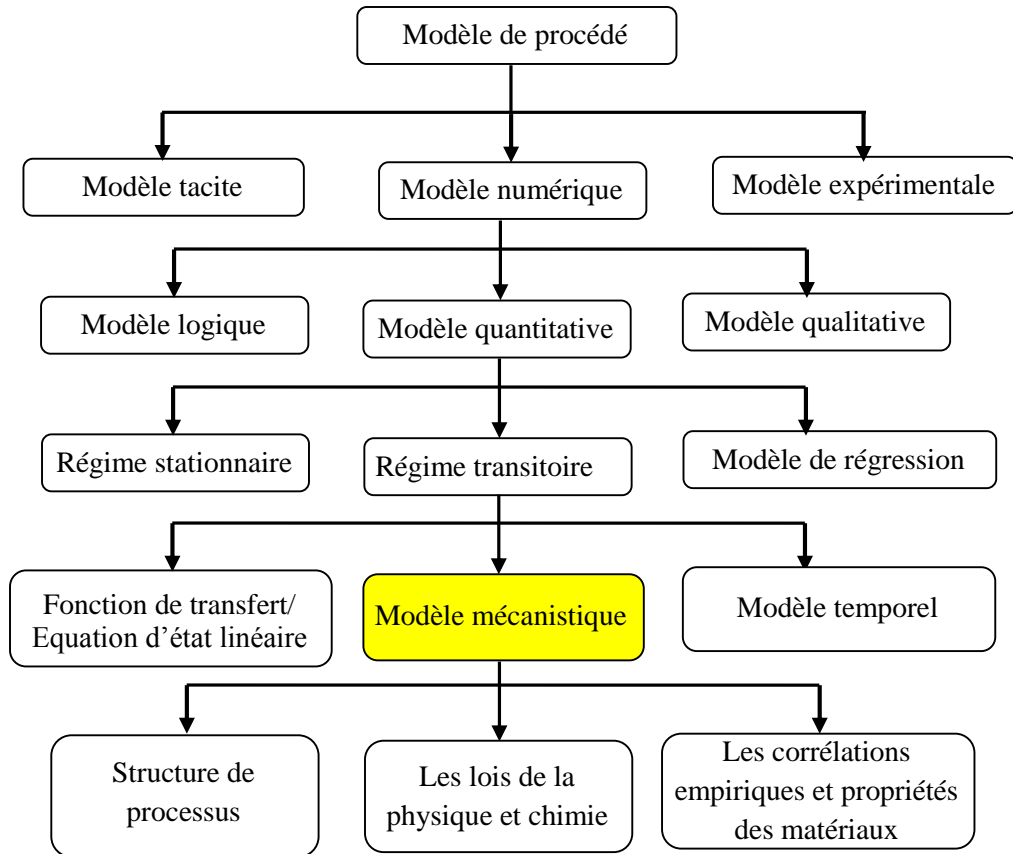 Modèle de procédé
Modèle tacite
Modèle numérique
Modèle expérimentale
Modèle logique
Modèle quantitative
Modèle qualitative
Régime stationnaire
Régime transitoire
Modèle de régression
Fonction de transfert/
Equation d’état linéaire
Modèle mécanistique
Modèle temporel
Structure de
processus
Les lois de la
physique et chimie
Les corrélations
empiriques et propriétés
des matériaux